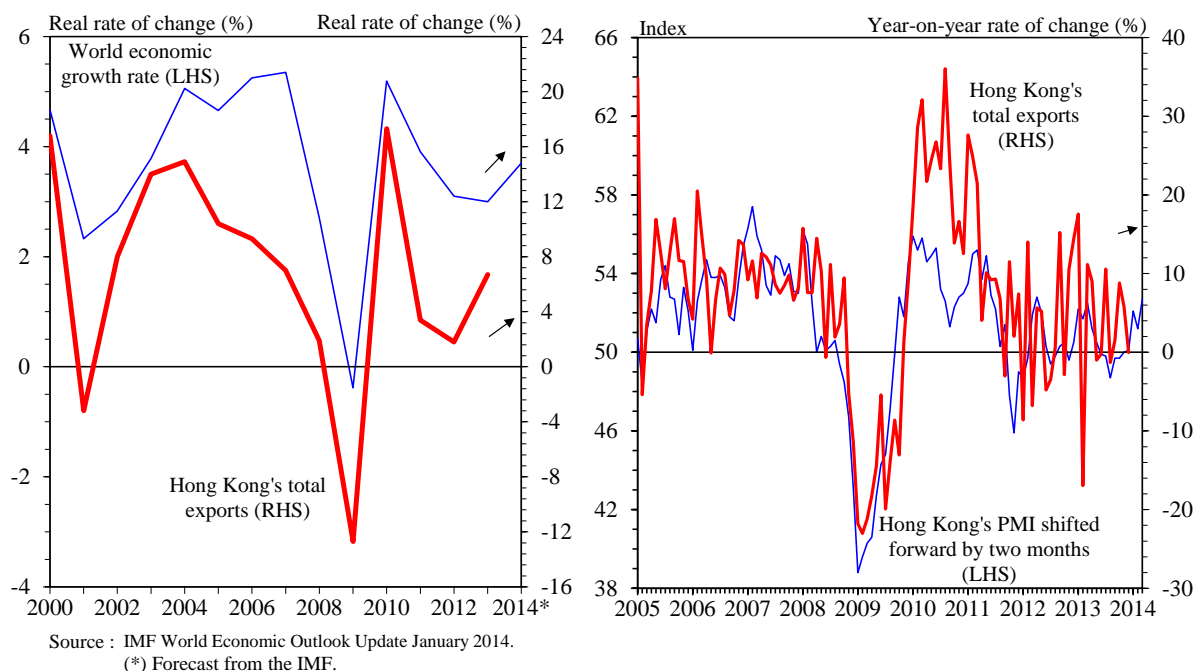 Real rate of change (%)
Real rate of change (%)
6
5
4
3
2
1
0
-1
-2
-3
-4
24
20
16
12
8
4
0
-4
-8
-12
-16
World economic
growth rate (LHS)
Hong Kong's total
exports (RHS)
2000 2002 2004 2006 2008 2010 2012 2014*
Source : IMF World Economic Outlook Update January 2014.
(*) Forecast from the IMF.
Index
Year-on-year rate of change (%)
66
62
58
54
50
46
42
38
40
30
20
10
0
-10
-20
-30
Hong Kong's
total exports
(RHS)
Hong Kong's PMI shifted
forward by two months
(LHS)
2005 2006 2007 2008 2009 2010 2011 2012 2013 2014